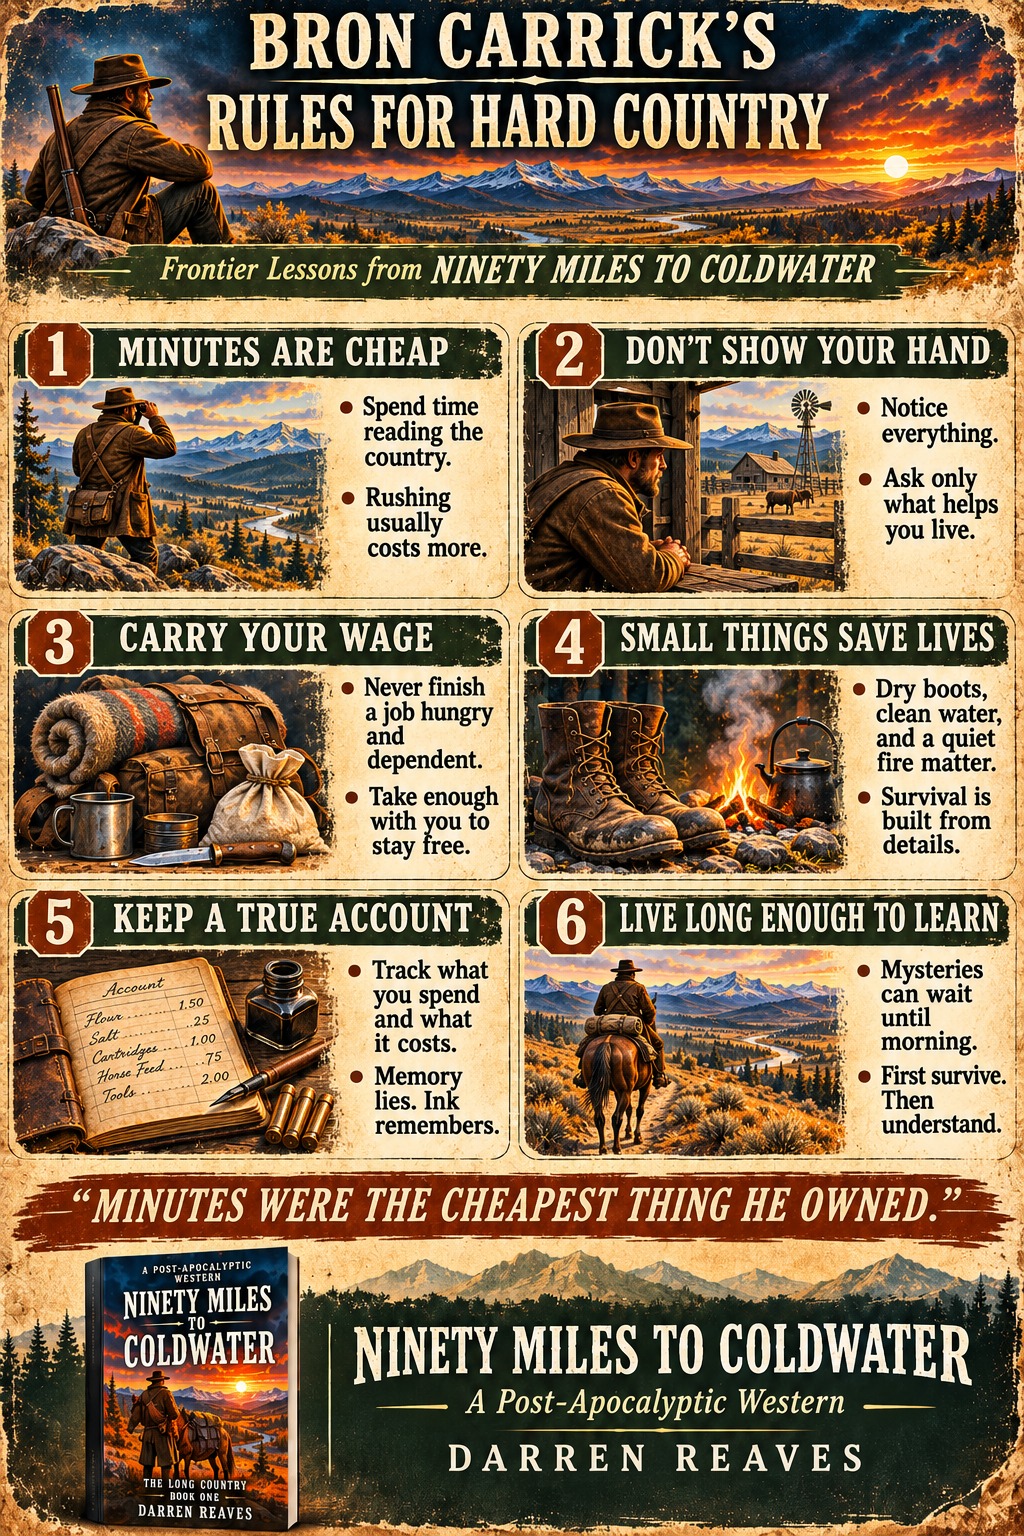 BRON CARRICK'S
RULES FOR HARD COUNTRY
Frontier Lessons from NINETY MILES TO COLDWATER
1 MINUTES ARE CHEAP
• Spend time
reading the
country.
• Rushing
usually
costs more.
2 DON'T SHOW YOUR HAND
• Notice
everything.
• Ask only
what helps
you live.
3 CARRY YOUR WAGE
• Never finish
a job hungry
and
dependent.
• Take enough
with you to
stay free.
4 SMALL THINGS SAVE LIVES
• Dry boots,
clean water,
and a quiet
fire matter.
• Survival is
built from
details.
5 KEEP A TRUE ACCOUNT
Account
Flour 1.50
Salt .25
Cartridges 1.00
Horse Feed .75
Tools 2.00
• Track what
you spend
and what
it costs.
• Memory
lies. Ink
remembers.
6 LIVE LONG ENOUGH TO LEARN
• Mysteries
can wait
until
morning.
• First survive.
Then
understand.
"MINUTES WERE THE CHEAPEST THING HE OWNED."
A POST-APOCALYPTIC
WESTERN
NINETY MILES
TO
COLDWATER
THE LONG COUNTRY
BOOK ONE
DARREN REAVES
NINETY MILES TO COLDWATER
A Post-Apocalyptic Western
DARREN REAVES